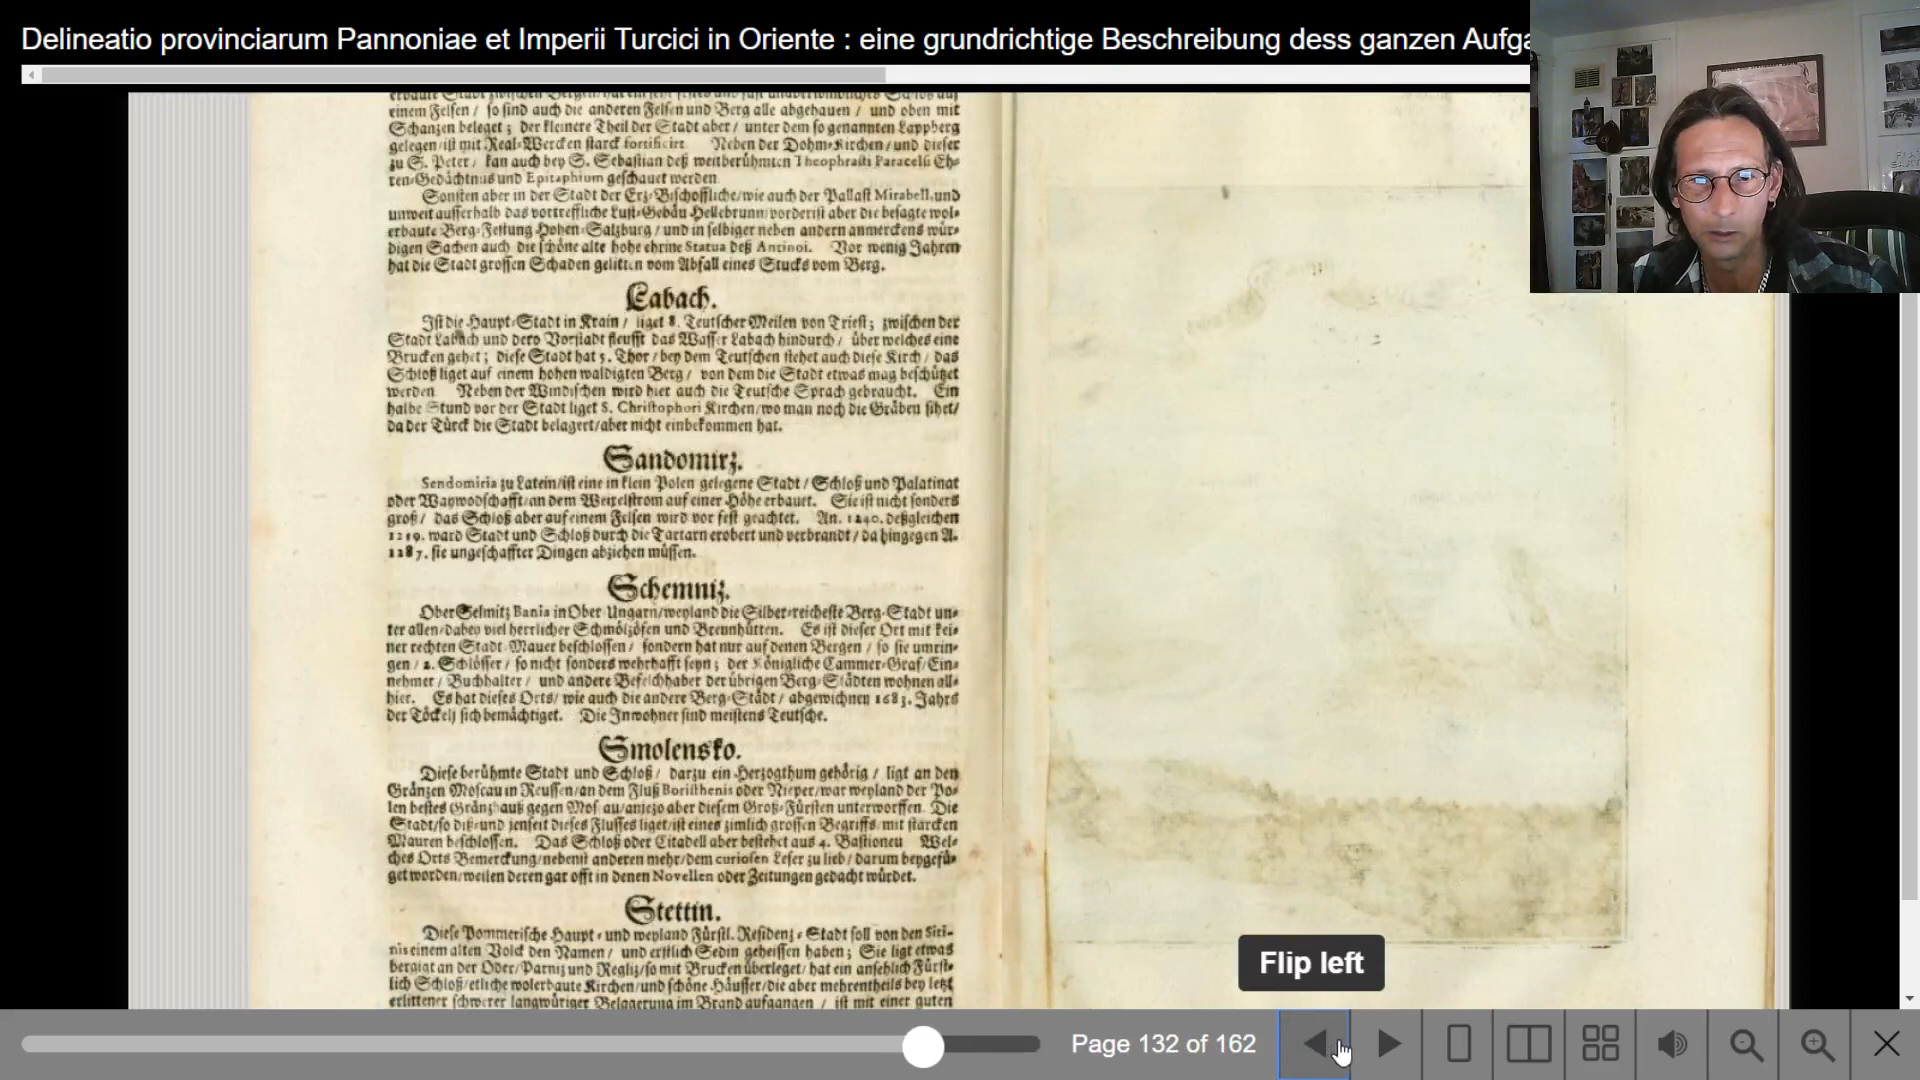 Delineatio provinciarum Pannoniae et Imperii Turcici in Oriente : eine grundrichtige Beschreibung dess ganzen Aufga
einem Felsen / so sind auch die anderen Felsen und Berg alle abgehauen / und oben mit
Schanzen beleget ; der kleinere Theil der Stadt aber / unter dem so genannten Lappberg
gelegen / ist mit Real-Wercken starck fortificirt Neben der Dohm-Kirchen / und dieser
zu S. Peter / kan auch bey S. Sebastian deß weitberühmten Theophrasti Paracelsi Eh-
ren-Gedächtnus und Epitaphium geschauet werden
Sonsten aber in der Stadt der Ertz-Bischoffliche / wie auch der Pallast Mirabell, und
unweit ausserhalb das vortreffliche Lust-Gebäu Hellebrunn / vorderist aber die besagte wol-
erbaute Berg-Festung Hohen-Salzburg / und in selbiger neben andern anmerckens wür-
digen Sachen auch die schöne alte hohe ehrine Statua deß Antinoi. Vor wenig Jahren
hat die Stadt grossen Schaden gelitten vom Abfall eines Stucks vom Berg.
Labach.
Ist die Haupt-Stadt in Krain / liget 8. Teutscher Meilen von Triest ; zwischen der
Stadt Labach und dero Vorstadt fleusst das Wasser Labach hindurch / über welches eine
Brucken gehet ; diese Stadt hat 5. Thor / bey dem Teutschen stehet auch diese Kirch / das
Schloß liget auf einem hohen waldigten Berg / von dem die Stadt etwas mag beschützet
werden Neben der Windischen wird hier auch die Teutsche Sprach gebraucht. Ein
halbe Stund vor der Stadt liget S. Christophori Kirchen / wo man noch die Gräben sihet /
da der Türck die Stadt belagert / aber nicht einbekommen hat.
Sandomirz.
Sendomiria zu Latein / ist eine in klein Polen gelegene Stadt / Schloß und Palatinat
oder Waywodschafft / an dem Weixelstrom auf einer Höhe erbauet. Sie ist nicht sonders
groß / das Schloß aber auf einem Felsen wird vor fest geachtet. An. 1240. deßgleichen
ward Stadt und Schloß durch die Tartarn erobert und verbrandt / da hingegen A.
1287. sie ungeschaffter Dingen abziehen müssen.
Schemniz.
Ober Selmitz Bania in Ober Ungarn / weyland die Silber-reicheste Berg-Stadt un-
ter allen / dabey viel herrlicher Schmölzöfen und Brennhütten. Es ist dieser Ort mit kei-
ner rechten Stadt-Mauer beschlossen / sondern hat nur auf denen Bergen / so sie umrin-
gen / 2. Schlösser / so nicht sonders wehrhafft seyn ; der Königliche Cammer-Graf / Ein-
nehmer / Buchhalter / und andere Befelchhaber der übrigen Berg-Städten wohnen all-
hier. Es hat dieses Orts / wie auch die andere Berg-Städt / abgewichnen 1683. Jahrs
der Töckely sich bemächtiget. Die Inwohner sind meistens Teutsche.
Smolensko.
Diese berühmte Stadt und Schloß / darzu ein Herzogthum gehörig / ligt an den
Gränzen Moscau in Reussen / an dem Fluß Boristhenis oder Nieper / war weyland der Po-
len bestes Gränzhauß gegen Moscau / anjezo aber diesem Groß-Fürsten unterworffen. Die
Stadt / so diß- und jenseit dieses Flusses liget / ist eines zimlich grossen Begriffs / mit starcken
Mauren beschlossen. Das Schloß oder Citadell aber bestehet aus 4. Bastionen Wel-
ches Orts Bemerckung / nebenst anderen mehr / dem curiosen Leser zu lieb / darum beygefü-
get worden / weilen deren gar offt in denen Novellen oder Zeitungen gedacht würdet.
Stettin.
Diese Pommerische Haupt- und weyland Fürstl. Residenz-Stadt soll von den Siri-
nis einem alten Volck den Namen / und erstlich Sedin geheissen haben ; Sie ligt etwas
bergigt an der Oder / Parniz und Regliz / so mit Brucken überleget / hat ein ansehlich Fürst-
lich Schloß / etliche wolerbaute Kirchen / und schöne Häusser / die aber mehrentheils bey letzt
erlittener schwerer langwüriger Belagerung im Brand aufgangen / ist mit einer guten
Flip left
Page 132 of 162